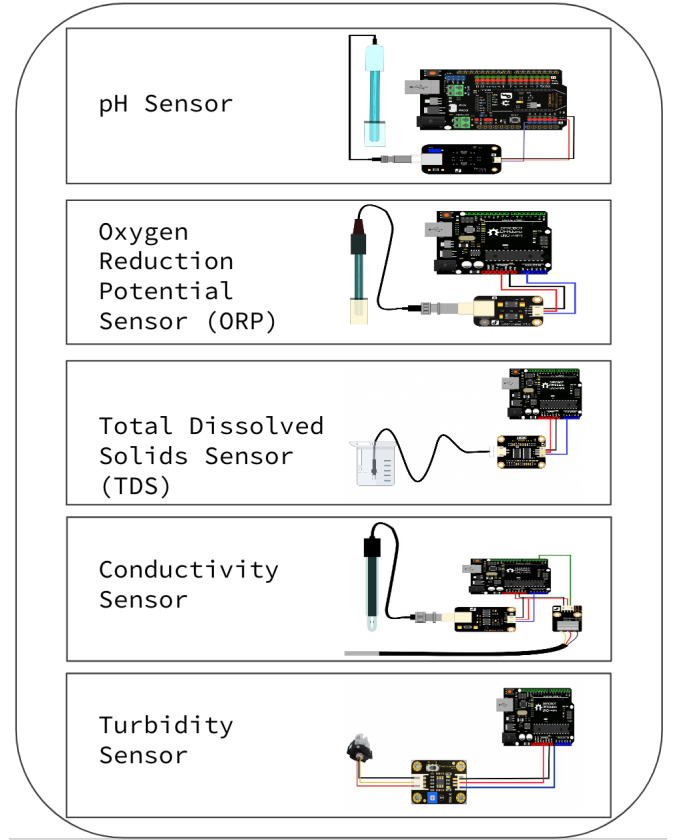 pH Sensor
Oxygen
Reduction
Potential
Sensor (ORP)
Total Dissolved
Solids Sensor
(TDS)
Conductivity
Sensor
Turbidity
Sensor